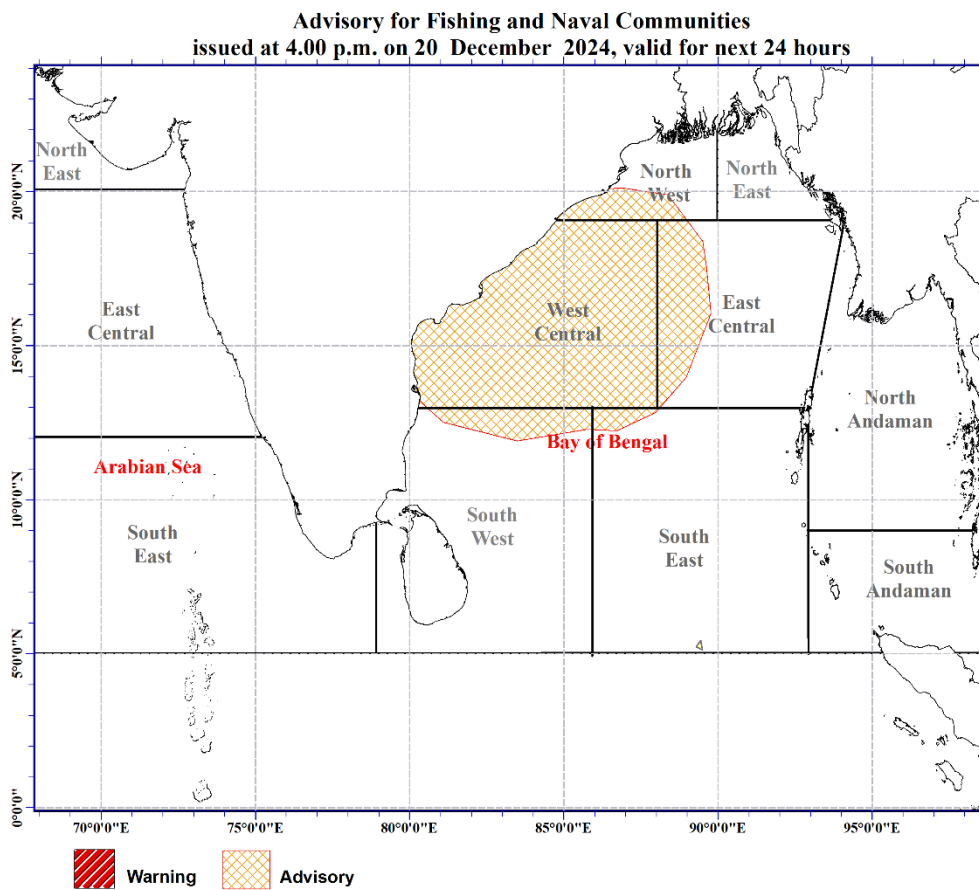 Advisory for Fishing and Naval Communities
issued at 4.00 p.m. on 20 December 2024, valid for next 24 hours
North
East
North
West
North
East
20°0'0"N
East
Central
West
Central
East
Central
15°0'0"N
North
Andaman
Bay of Bengal
Arabian Sea
10°0'0"N
South
East
South
West
South
East
South
Andaman
5°0'0"N
0°0'0"
70°0'0"E
75°0'0"E
80°0'0"E
85°0'0"E
90°0'0"E
95°0'0"E
Warning
Advisory